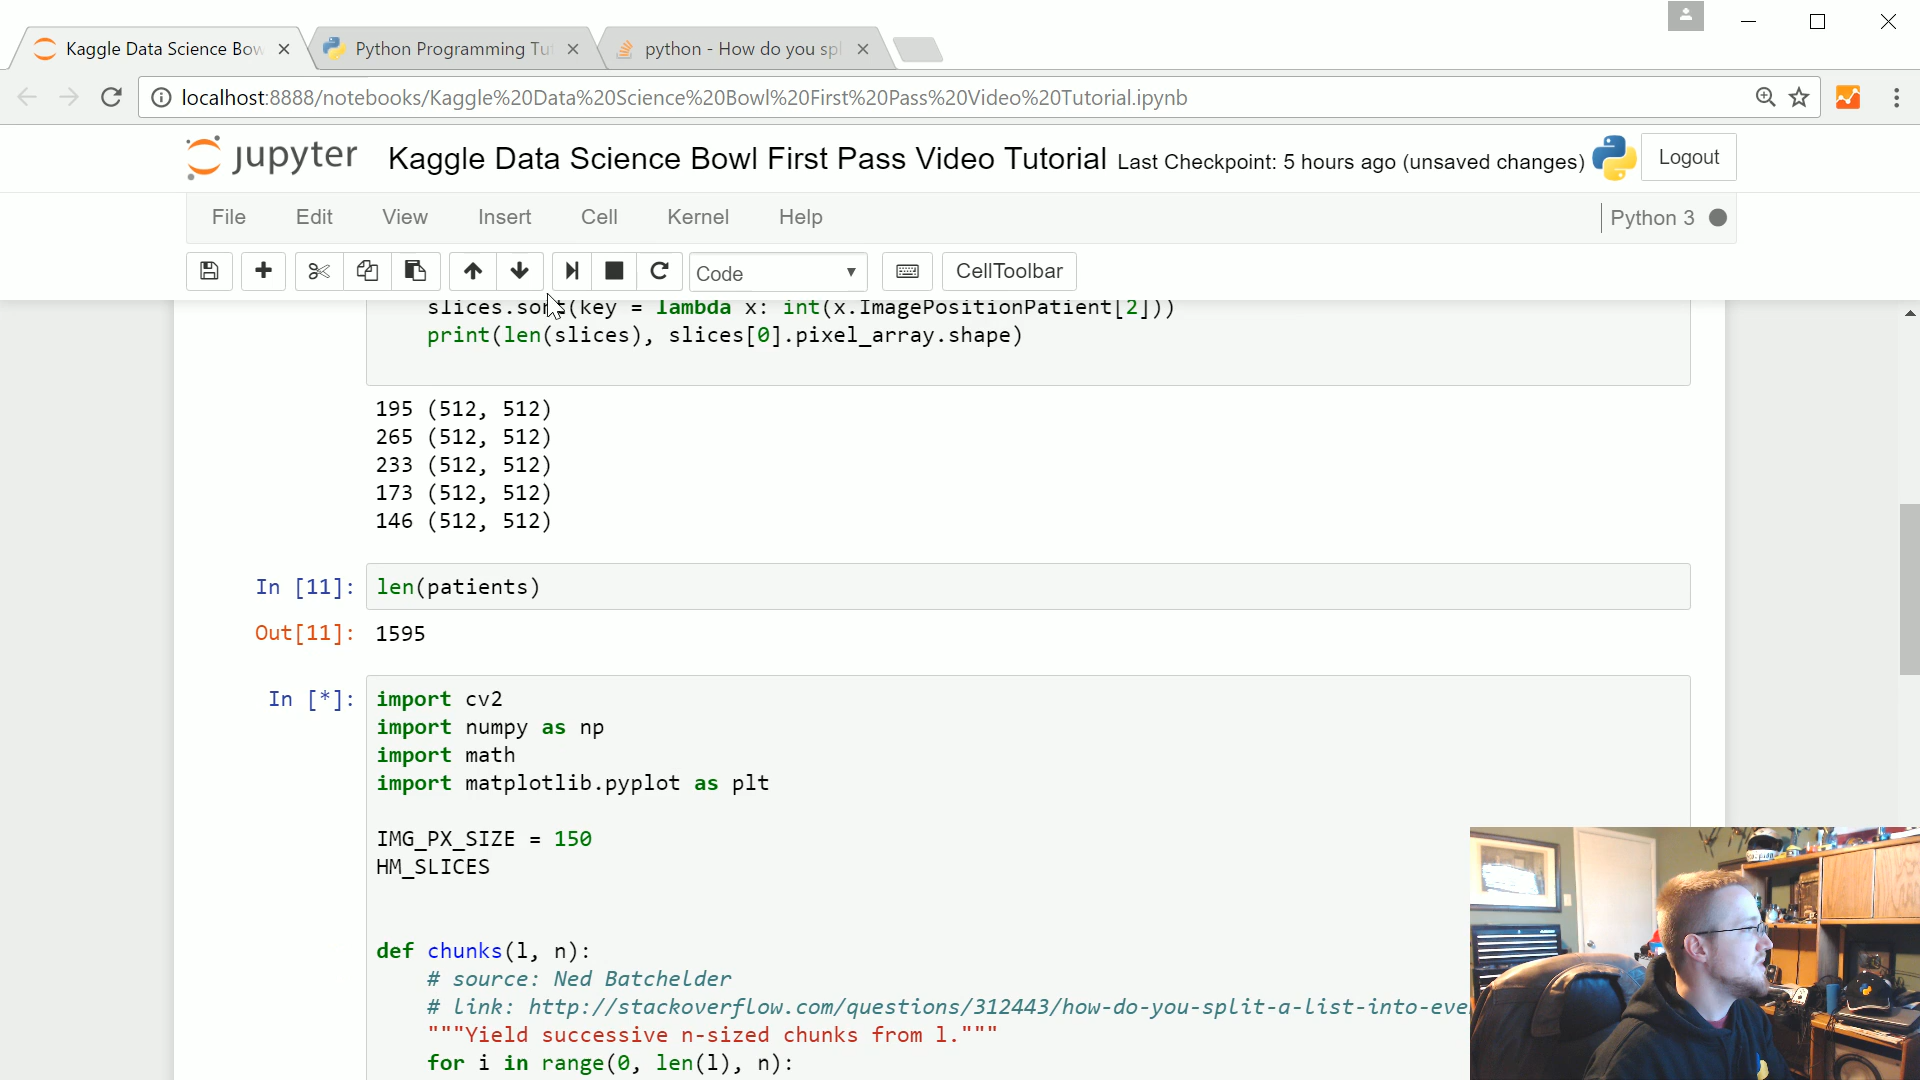 Kaggle Data Science Bow
Python Programming Tu
python - How do you spl
localhost:8888/notebooks/Kaggle%20Data%20Science%20Bowl%20First%20Pass%20Video%20Tutorial.ipynb
jupyter Kaggle Data Science Bowl First Pass Video Tutorial Last Checkpoint: 5 hours ago (unsaved changes) Logout
File Edit View Insert Cell Kernel Help Python 3
Code CellToolbar
slices.sort(key = lambda x: int(x.ImagePositionPatient[2]))
print(len(slices), slices[0].pixel_array.shape)
195 (512, 512)
265 (512, 512)
233 (512, 512)
173 (512, 512)
146 (512, 512)
In [11]: len(patients)
Out[11]: 1595
In [*]: import cv2
import numpy as np
import math
import matplotlib.pyplot as plt
IMG_PX_SIZE = 150
HM_SLICES
def chunks(l, n):
# source: Ned Batchelder
# link: http://stackoverflow.com/questions/312443/how-do-you-split-a-list-into-eve
"""Yield successive n-sized chunks from l."""
for i in range(0, len(l), n):